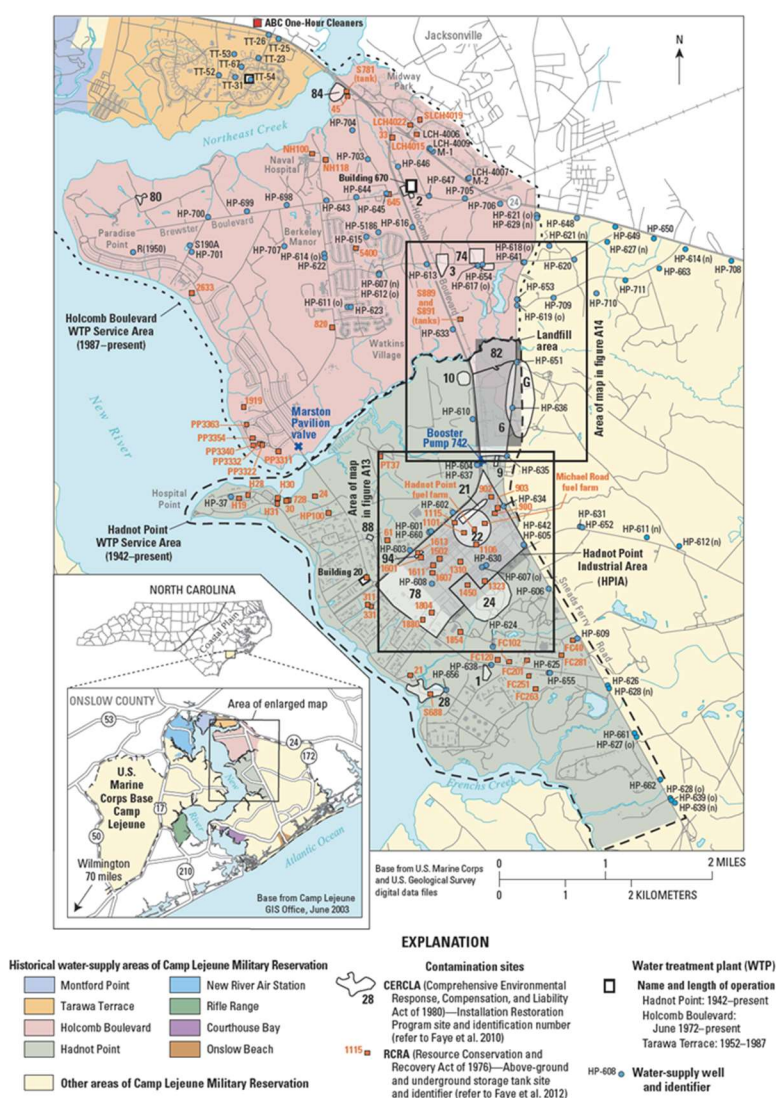 ABC One-Hour Cleaners
TT-26
TT-25
TT-53
TT-23
TT-67
TT-52
TT-54
TT-31
Jacksonville
N
S781
(tank)
Midway
Park
84
45
Northeast Creek
HP-704
LCH4022
SLCH4019
33
LCH-4006
LCH4015
LCH-4009
M-1
NH100
Naval
Hospital
NH118
HP-703
HP-646
Building 670
LCH-4007
M-2
HP-647
HP-705
80
HP-644
645
2
HP-706
24
HP-698
HP-699
HP-643
HP-645
HP-621 (o)
HP-629 (n)
HP-648
HP-700
Brewster
Boulevard
Holcomb
HP-616
HP-5186
HP-649
HP-650
Paradise
Point
S190A
HP-701
R(1950)
Berkeley
Manor
HP-615
5400
HP-621 (n)
HP-627 (n)
HP-707
HP-614 (o)
HP-622
74
HP-618 (o)
HP-641
HP-614 (n)
HP-620
HP-663
HP-708
HP-613
3
HP-654
HP-617 (o)
HP-607 (n)
HP-612 (o)
2633
Boulevard
HP-711
HP-653
HP-709
HP-710
HP-611 (o)
HP-623
S889
and
S891
(tanks)
HP-619 (o)
Holcomb Boulevard
WTP Service Area
(1987–present)
820
HP-633
Watkins
Village
Landfill
area
82
HP-651
Area of map in figure A14
10
G
New River
1919
HP-610
HP-636
6
Marston
Pavilion
valve
PP3363
PP3354
PP3340
PP3332
PP3322
PP3311
Booster
Pump 742
9
HP-635
HP-604
HP-637
PT37
Area of map
in figure A13
Hadnot Point
fuel farm
21
902
903
Michael Road
fuel farm
Hospital
Point
H28
H30
HP-37
H19
H31
30
728
24
HP100
HP-602
1115
1101
HP-634
HP-601
HP-660
22
HP-642
HP-605
HP-631
HP-652
HP-611 (n)
HP-612 (n)
Hadnot Point
WTP Service Area
(1942–present)
88
61
HP-603
94
1601
1613
1502
1106
Hadnot Point
Industrial Area
(HPIA)
HP-630
1611
1310
1607
HP-607 (o)
Building 20
HP-608
78
1323
1450
HP-606
24
311
331
1804
1880
HP-624
Sneads Ferry
Road
1854
FC102
HP-609
FC40
FC281
FC120
21
HP-638
1
FC201
HP-625
HP-656
FC251
HP-655
FC263
28
S688
HP-626
HP-628 (n)
HP-661
HP-627 (o)
Frenchs Creek
HP-662
HP-628 (o)
HP-639 (o)
HP-639 (n)
NORTH CAROLINA
Coastal Plain
ONSLOW COUNTY
Area of enlarged map
53
24
172
U.S.
Marine
Corps Base
Camp
Lejeune
New
River
17
50
Atlantic Ocean
Wilmington
70 miles
210
Base from Camp Lejeune
GIS Office, June 2003
Base from U.S. Marine Corps
and U.S. Geological Survey
digital data files
0 1 2 MILES
0 1 2 KILOMETERS
EXPLANATION
Historical water-supply areas of Camp Lejeune Military Reservation
Montford Point
New River Air Station
Tarawa Terrace
Rifle Range
Holcomb Boulevard
Courthouse Bay
Hadnot Point
Onslow Beach
Other areas of Camp Lejeune Military Reservation
Contamination sites
28
CERCLA (Comprehensive Environmental
Response, Compensation, and Liability
Act of 1980)—Installation Restoration
Program site and identification number
(refer to Faye et al. 2010)
1115
RCRA (Resource Conservation and
Recovery Act of 1976)—Above-ground
and underground storage tank site
and identifier (refer to Faye et al. 2012)
Water treatment plant (WTP)
Name and length of operation
Hadnot Point: 1942–present
Holcomb Boulevard:
June 1972–present
Tarawa Terrace: 1952–1987
HP-608
Water-supply well
and identifier